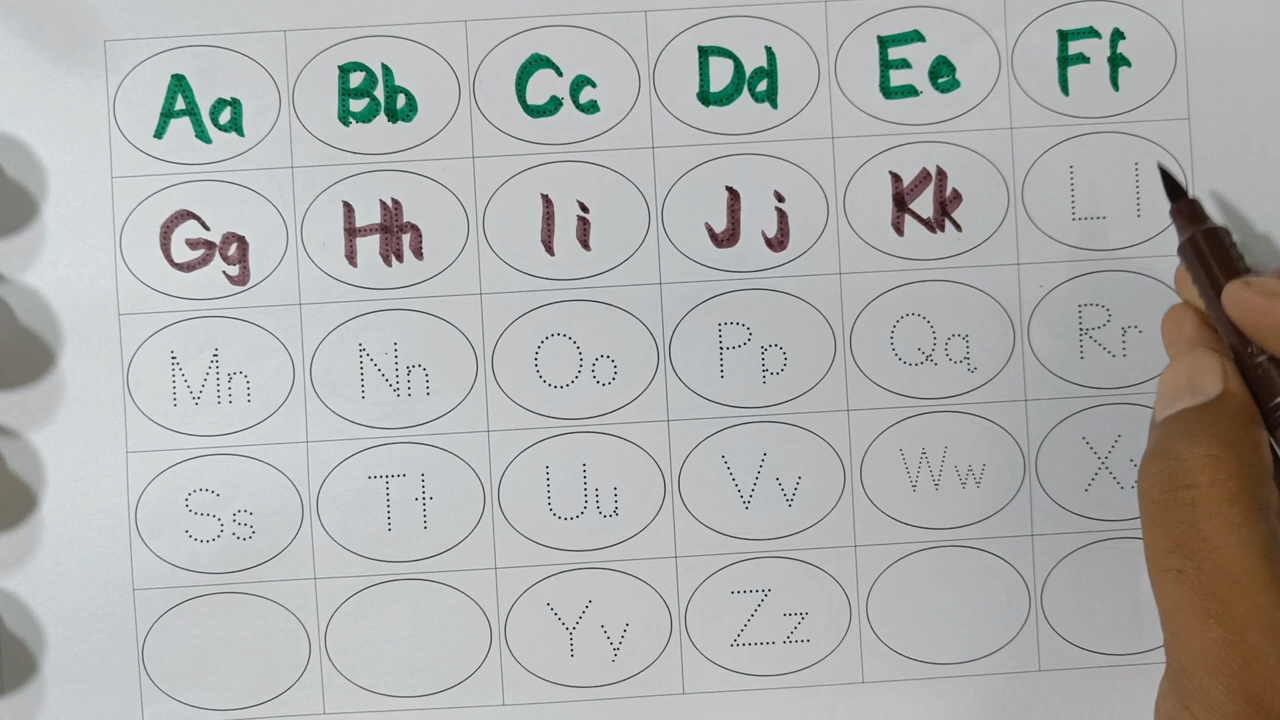 Aa Bb Cc Dd Ee Ff
Gg Hh Ii Jj Kk Ll
Mn Nn Oo Pp Qq Rr
Ss Tt Uu Vv Ww X
Yy Zz